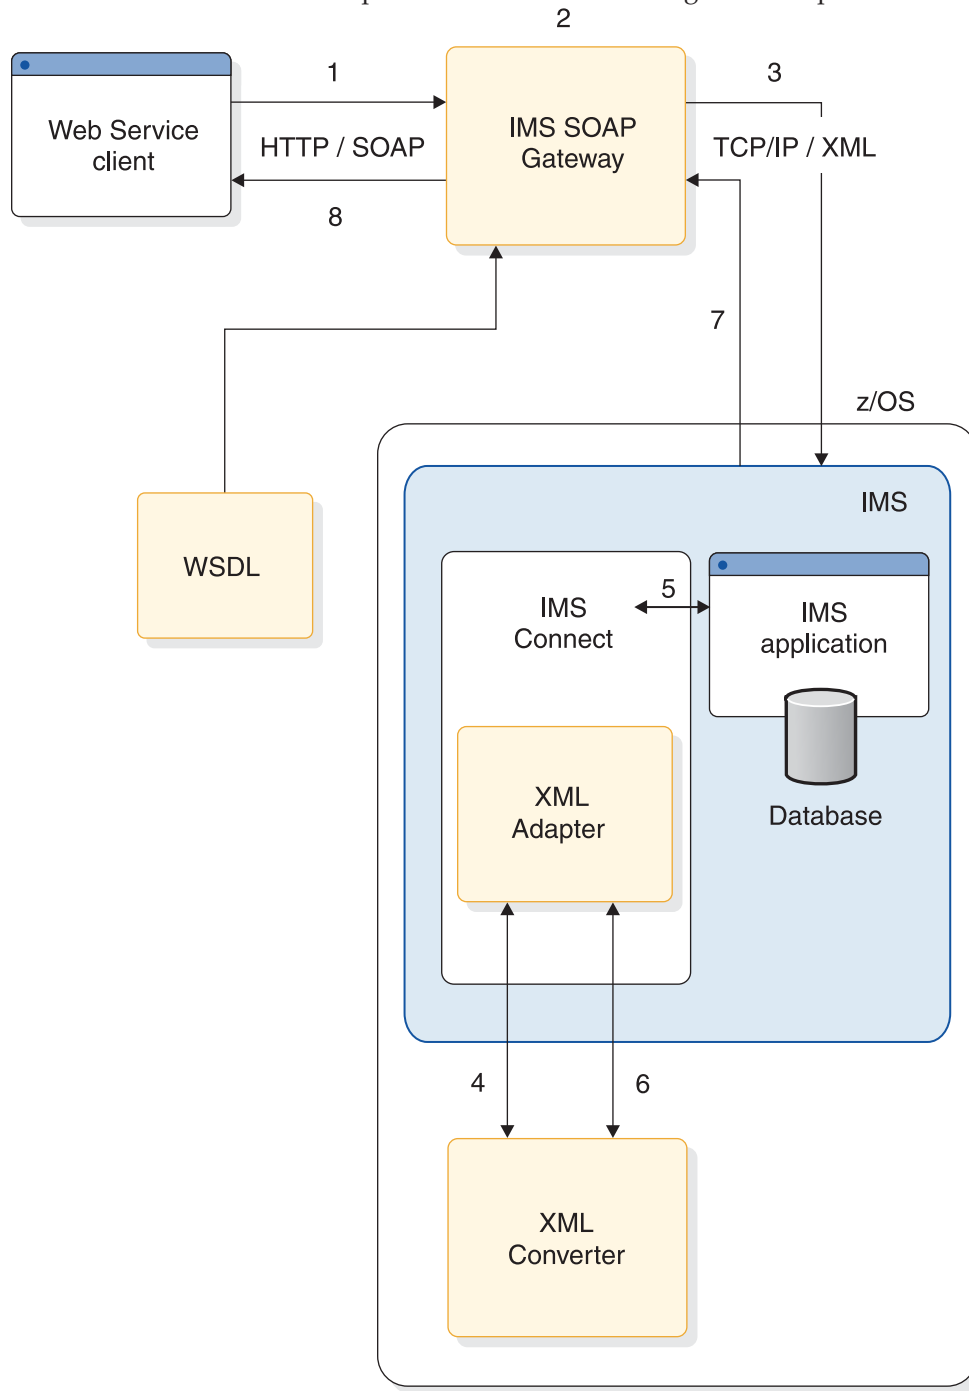 2
1
3
Web Service
client
HTTP / SOAP
IMS SOAP
Gateway
TCP/IP / XML
8
7
z/OS
IMS
WSDL
IMS
Connect
5
IMS
application
XML
Adapter
Database
4
6
XML
Converter